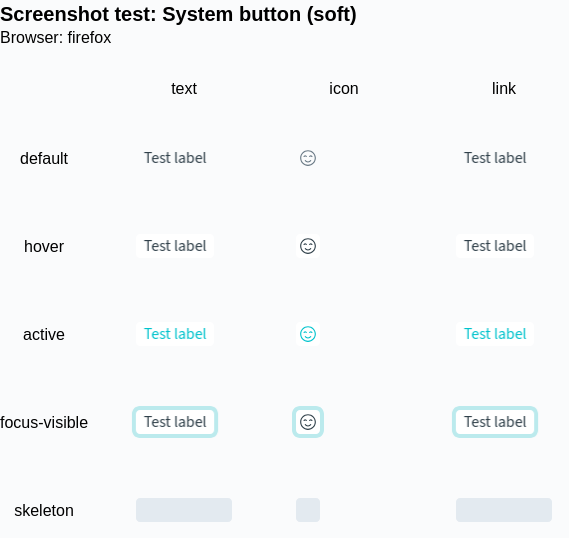 Screenshot test: System button (soft)
Browser: firefox
text icon link
default Test label Test label
hover Test label Test label
active Test label Test label
focus-visible Test label Test label
skeleton